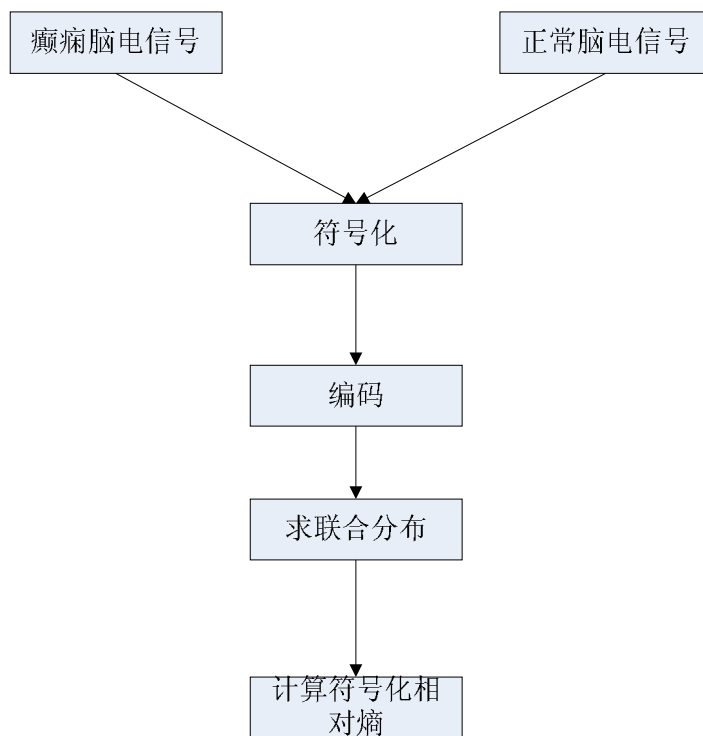 癫痫脑电信号
正常脑电信号
符号化
编码
求联合分布
计算符号化相
对熵